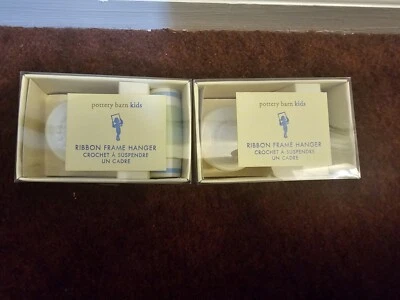 pottery barn kids
RIBBON FRAME HANGER
CROCHET À SUSPENDRE
UN CADRE
pottery barn kids
RIBBON FRAME HANGER
CROCHET À SUSPENDRE
UN CADRE